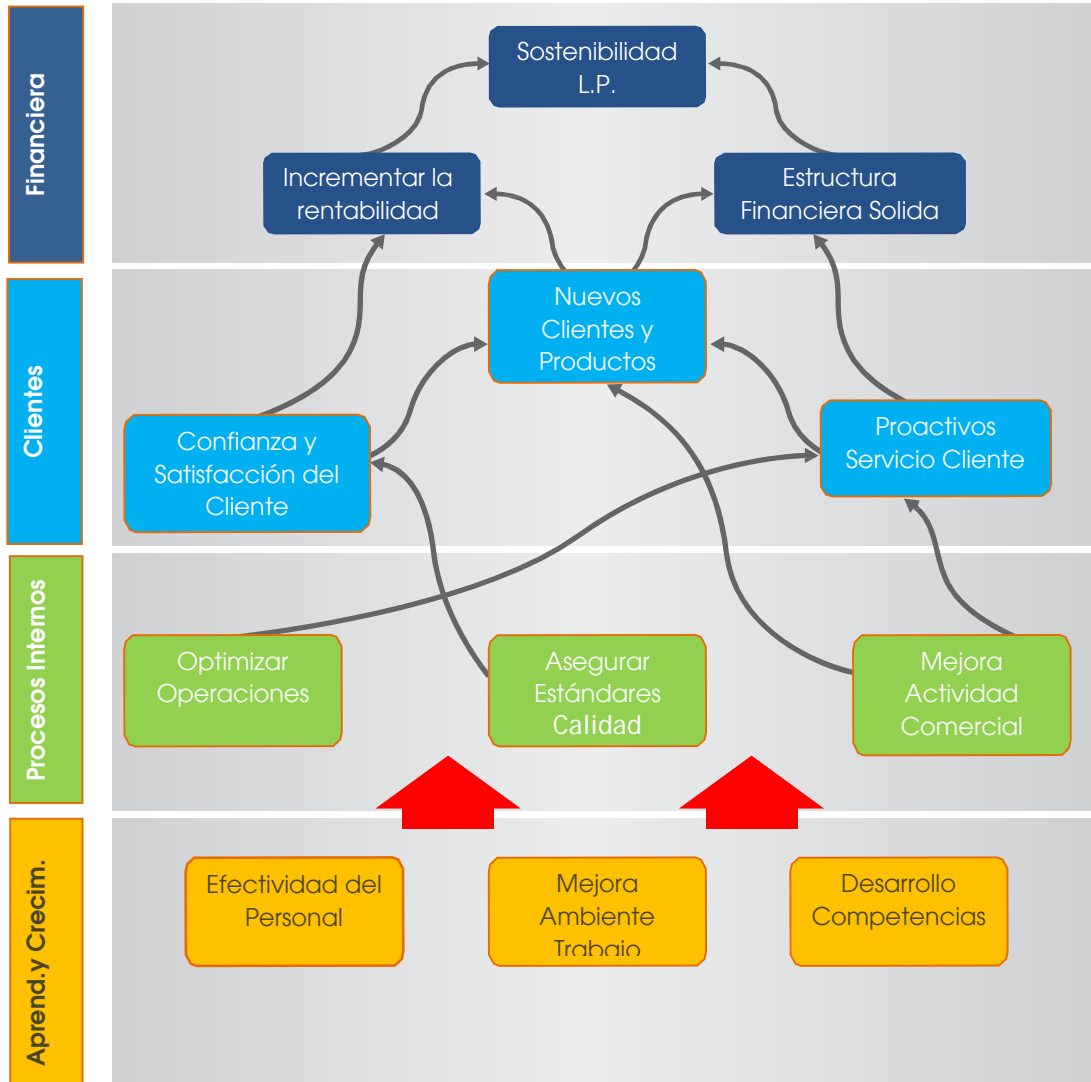 Financiera
Sostenibilidad
L.P.
Incrementar la
rentabilidad
Estructura
Financiera Solida
Clientes
Nuevos
Clientes y
Productos
Confianza y
Satisfacción del
Cliente
Proactivos
Servicio Cliente
Procesos Internos
Optimizar
Operaciones
Asegurar
Estándares
Calidad
Mejora
Actividad
Comercial
Aprend.y Crecim.
Efectividad del
Personal
Mejora
Ambiente
Trabajo
Desarrollo
Competencias